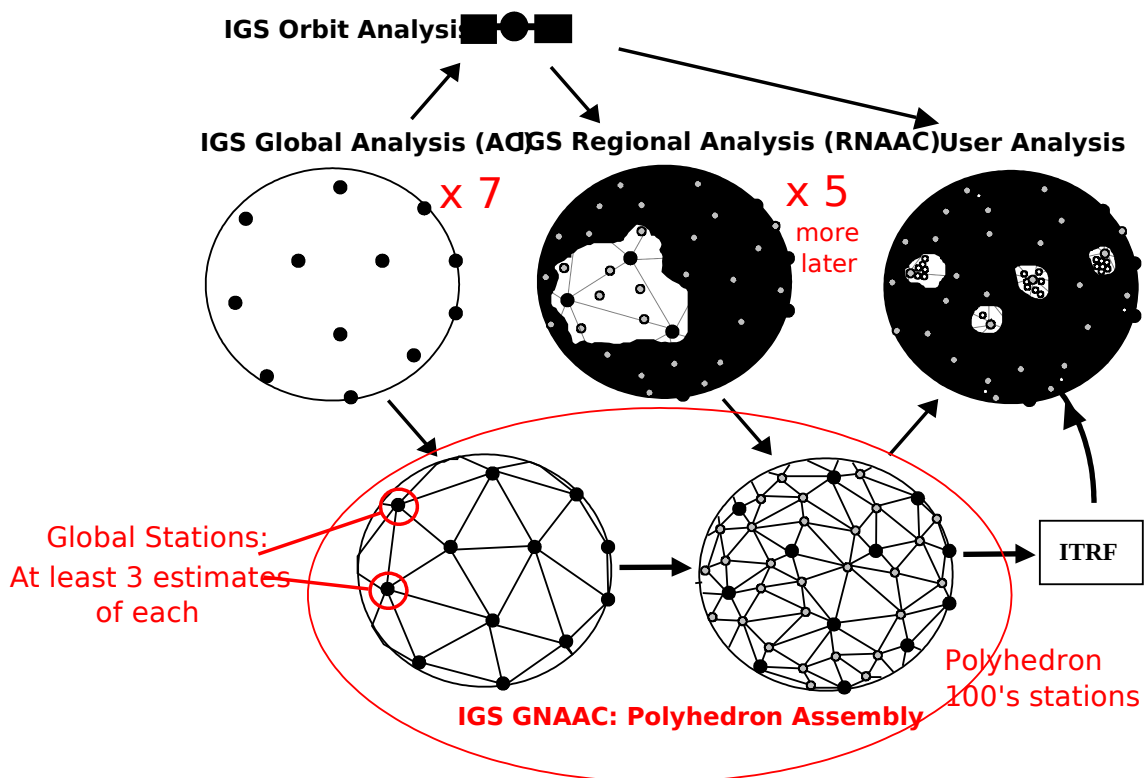 IGS Orbit Analysis
IGS Global Analysis (AC)
IGS Regional Analysis (RNAAC)
User Analysis
x 7
x 5
more
later
Global Stations:
At least 3 estimates
of each
ITRF
Polyhedron
100's stations
IGS GNAAC: Polyhedron Assembly